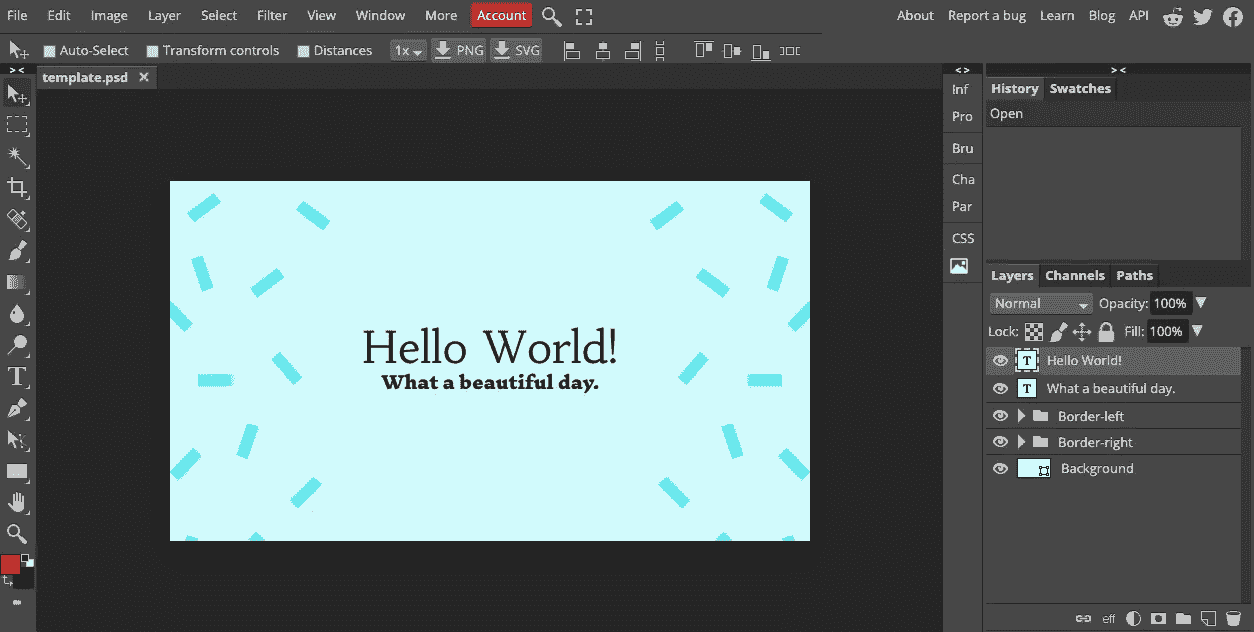 File Edit Image Layer Select Filter View Window More Account About Report a bug Learn Blog API
Auto-Select Transform controls Distances 1x PNG SVG
template.psd
Inf
Pro
Bru
Cha
Par
CSS
History Swatches
Open
Hello World!
What a beautiful day.
Layers Channels Paths
Normal Opacity: 100%
Lock: Fill: 100%
T Hello World!
T What a beautiful day.
Border-left
Border-right
Background
eff